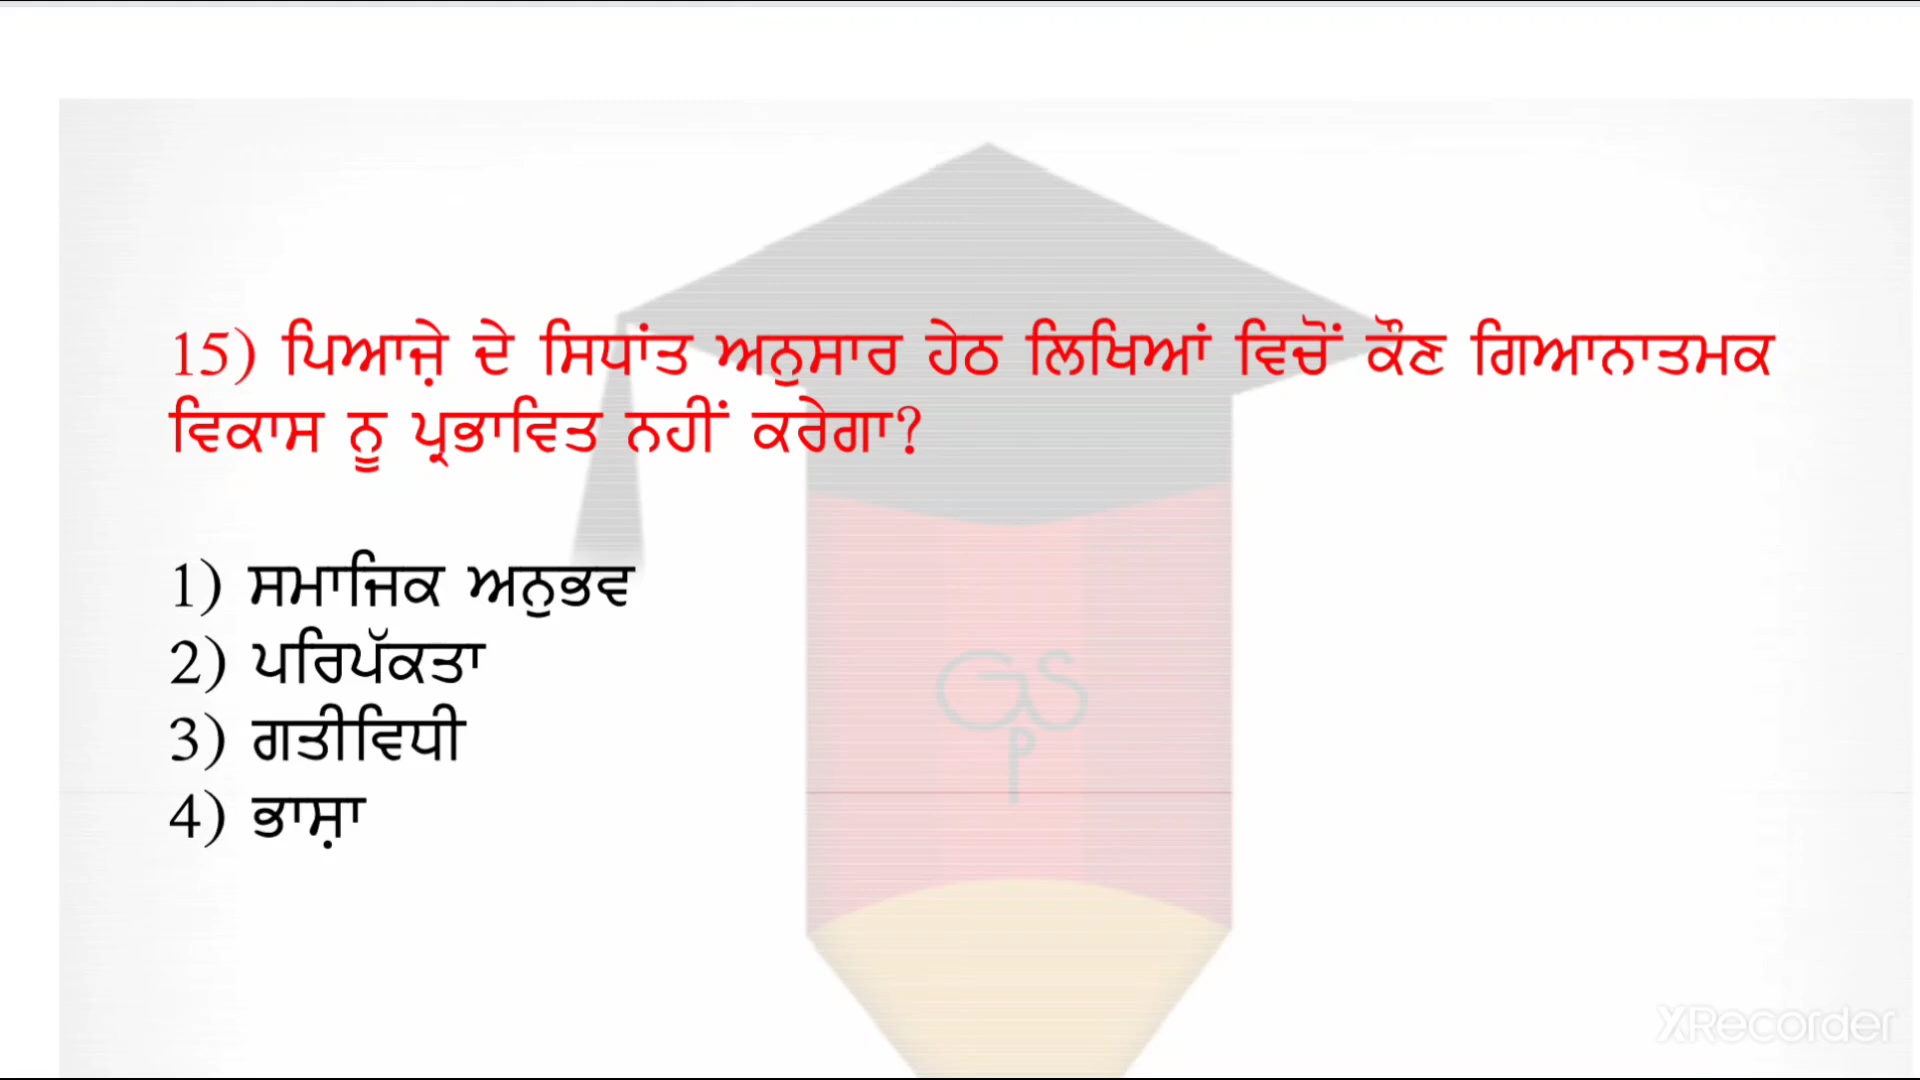 15) ਪਿਆਜ਼ੇ ਦੇ ਸਿਧਾਂਤ ਅਨੁਸਾਰ ਹੇਠ ਲਿਖਿਆਂ ਵਿਚੋਂ ਕੌਣ ਗਿਆਨਾਤਮਕ
ਵਿਕਾਸ ਨੂ ਪ੍ਰਭਾਵਿਤ ਨਹੀਂ ਕਰੇਗਾ?
1) ਸਮਾਜਿਕ ਅਨੁਭਵ
2) ਪਰਿਪੱਕਤਾ
3) ਗਤੀਵਿਧੀ
4) ਭਾਸ਼ਾ
GS
P
XRecorder